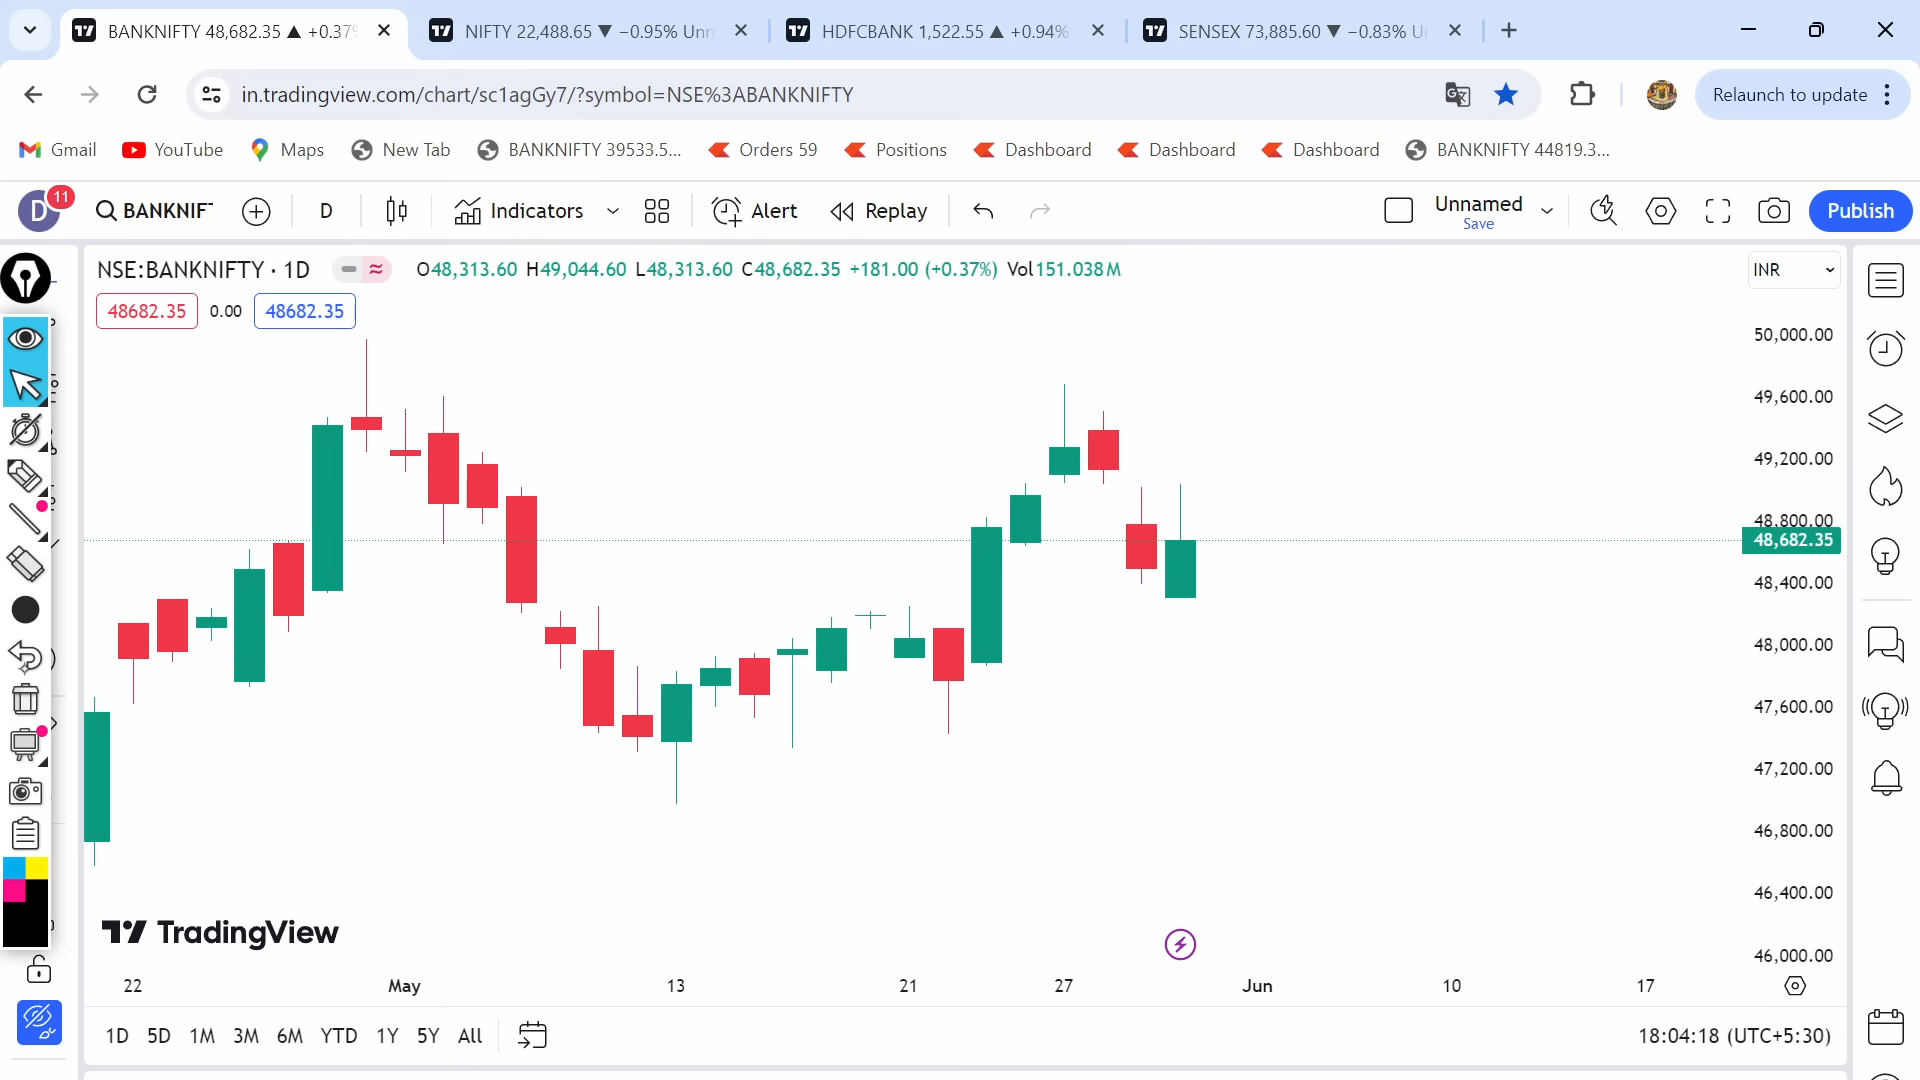 BANKNIFTY 48,682.35 ▲ +0.37%
NIFTY 22,488.65 ▼ −0.95% Unn
HDFCBANK 1,522.55 ▲ +0.94%
SENSEX 73,885.60 ▼ −0.83% U
in.tradingview.com/chart/sc1agGy7/?symbol=NSE%3ABANKNIFTY
Relaunch to update
Gmail
YouTube
Maps
New Tab
BANKNIFTY 39533.5...
Orders 59
Positions
Dashboard
Dashboard
Dashboard
BANKNIFTY 44819.3...
D
11
BANKNIF
D
Indicators
Alert
Replay
Unnamed
Save
Publish
NSE:BANKNIFTY · 1D
O48,313.60 H49,044.60 L48,313.60 C48,682.35 +181.00 (+0.37%) Vol151.038M
INR
48682.35
0.00
48682.35
50,000.00
49,600.00
49,200.00
48,800.00
48,682.35
48,400.00
48,000.00
47,600.00
47,200.00
46,800.00
46,400.00
46,000.00
TradingView
22
May
13
21
27
Jun
10
17
1D 5D 1M 3M 6M YTD 1Y 5Y All
18:04:18 (UTC+5:30)